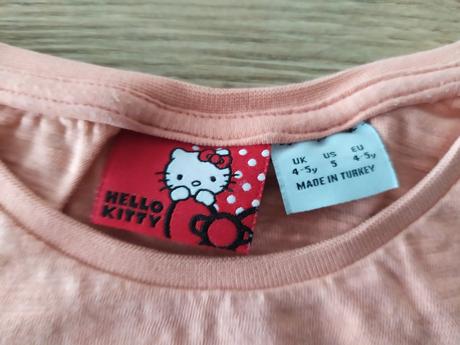 HELLO
KITTY
UK US EU
4-5y 5 4-5y
MADE IN TURKEY